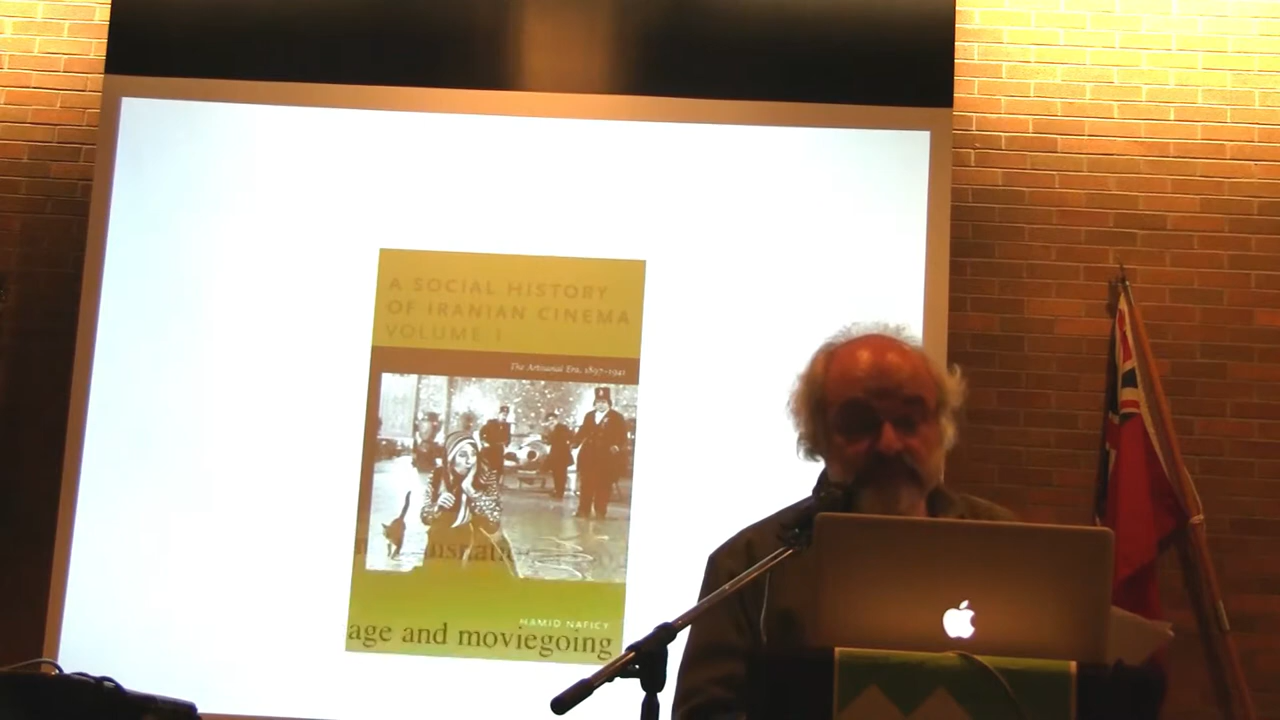 A SOCIAL HISTORY
OF IRANIAN CINEMA
VOLUME 1
The Artisanal Era, 1897–1941
HAMID NAFICY
age and moviegoing